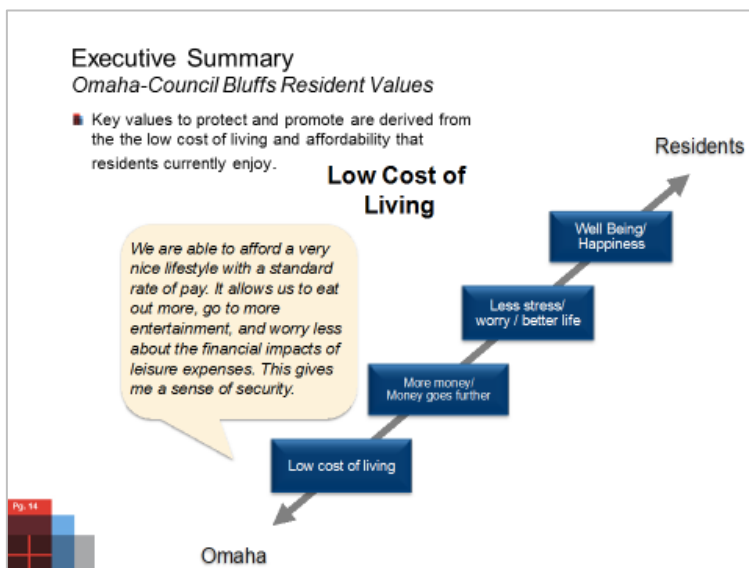 Executive Summary
Omaha-Council Bluffs Resident Values
Key values to protect and promote are derived from
the the low cost of living and affordability that
residents currently enjoy.
Low Cost of
Living
Residents
Well Being/
Happiness
Less stress/
worry / better life
More money/
Money goes further
Low cost of living
We are able to afford a very
nice lifestyle with a standard
rate of pay. It allows us to eat
out more, go to more
entertainment, and worry less
about the financial impacts of
leisure expenses. This gives
me a sense of security.
Omaha
Pg. 14